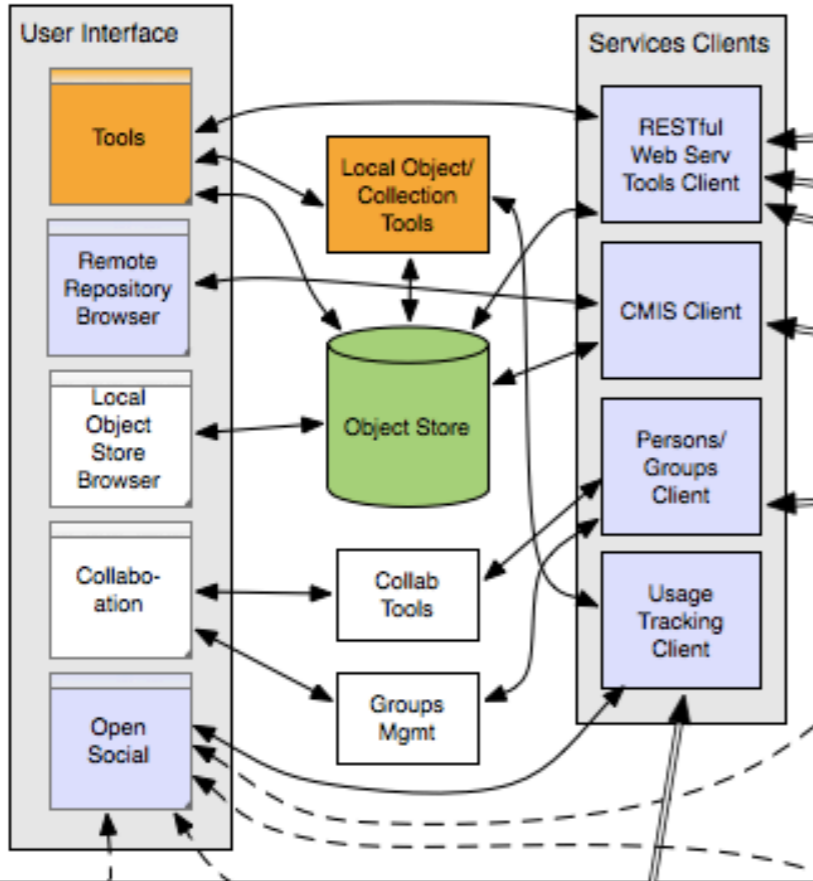 User Interface
Tools
Remote
Repository
Browser
Local
Object
Store
Browser
Collabo-
ation
Open
Social
Local Object/
Collection
Tools
Object Store
Collab
Tools
Groups
Mgmt
Services Clients
RESTful
Web Serv
Tools Client
CMIS Client
Persons/
Groups
Client
Usage
Tracking
Client